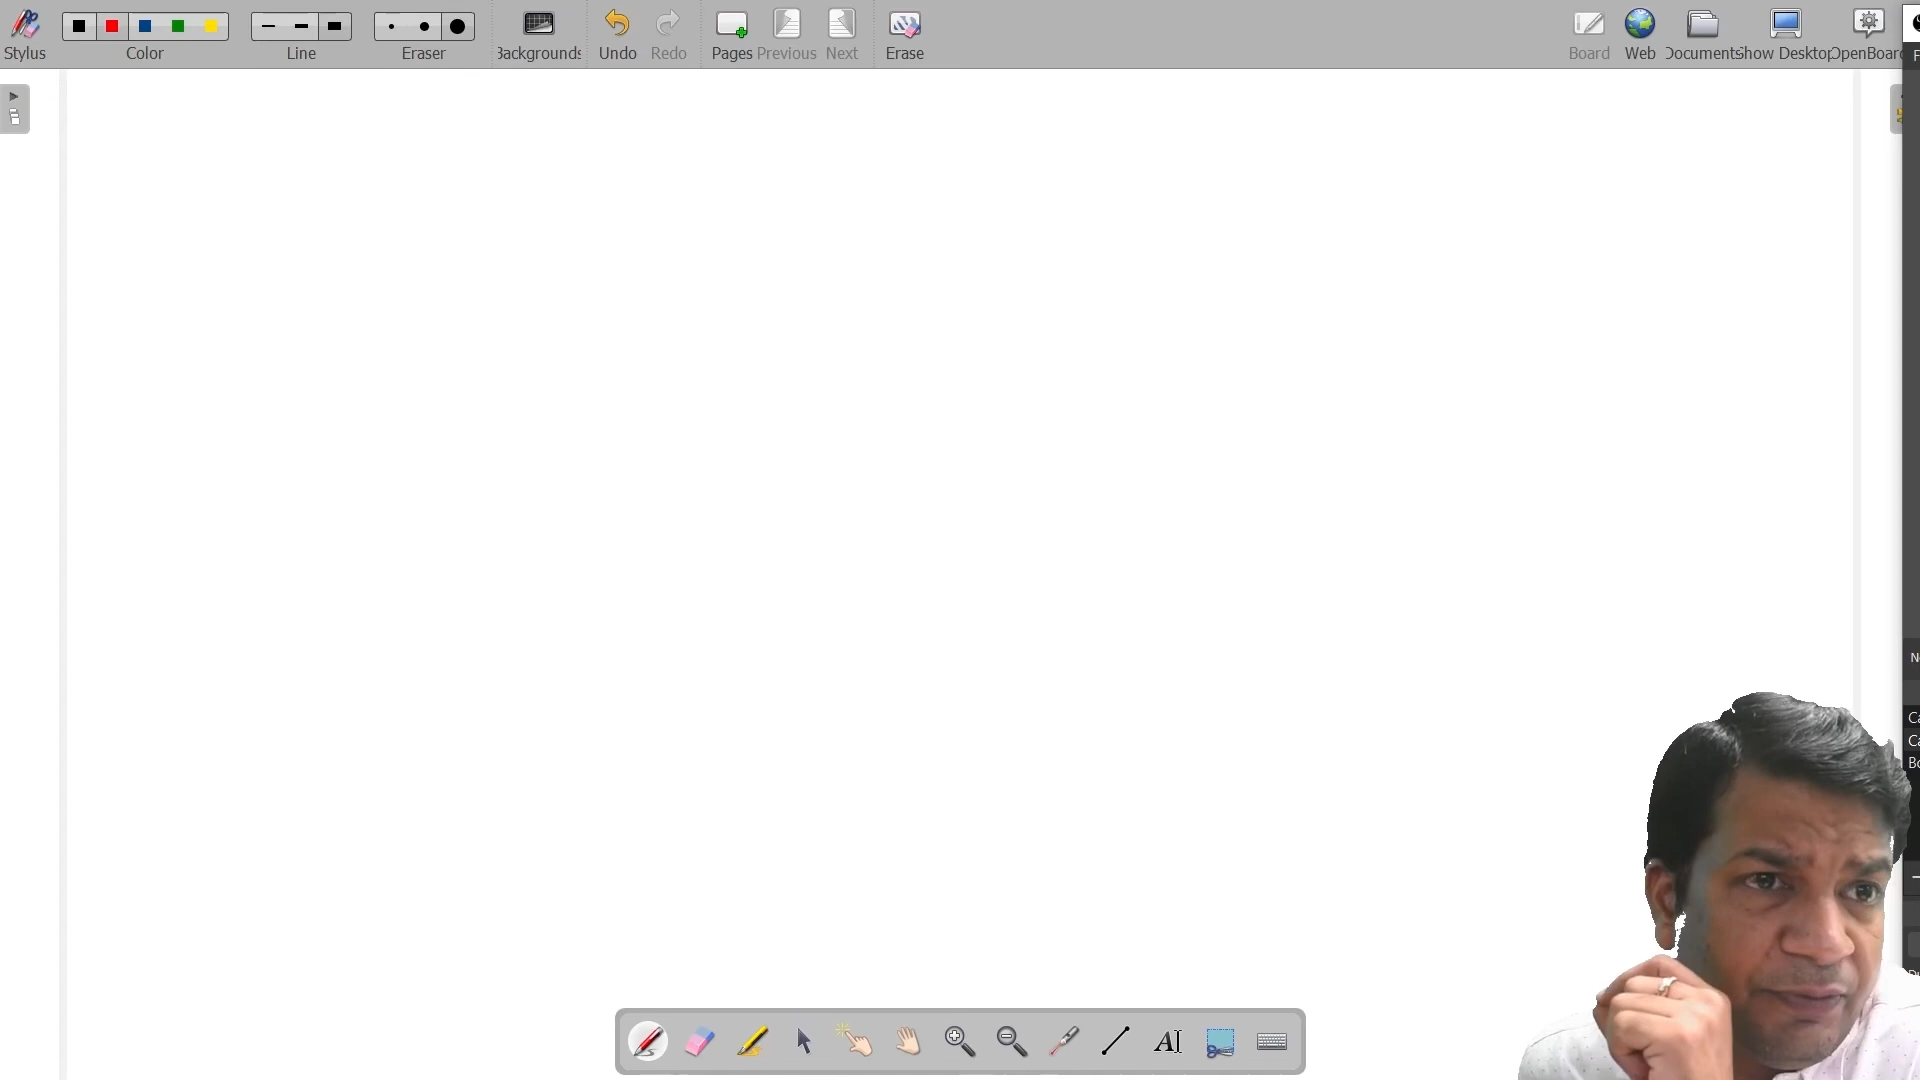 Stylus
Color
Line
Eraser
Backgrounds
Undo
Redo
Pages
Previous
Next
Erase
Board
Web
Documents
Show Desktop
OpenBoard